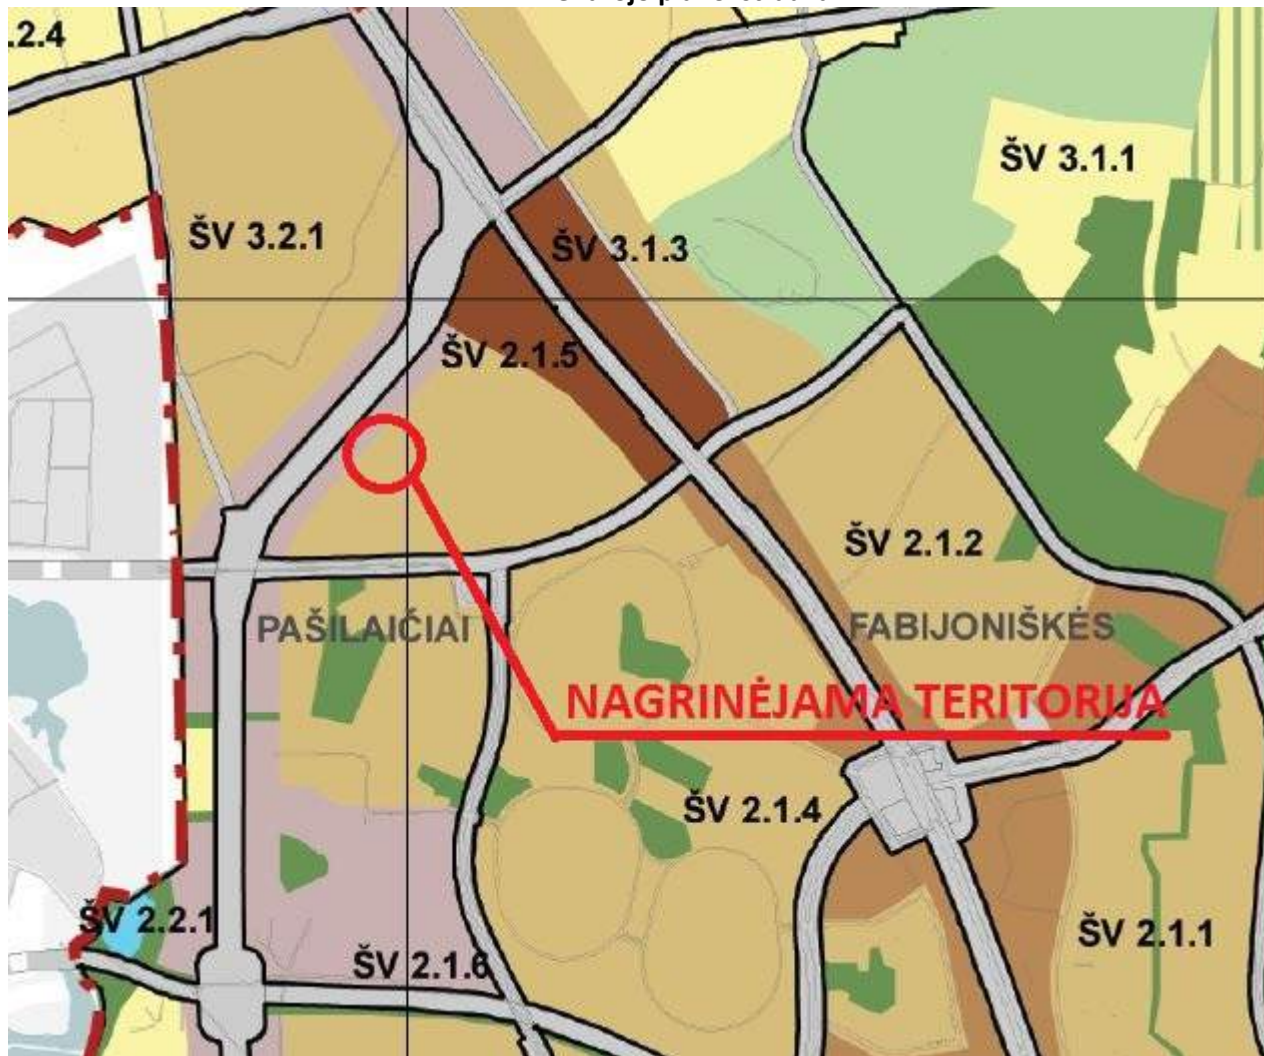 .2.4
ŠV 3.1.1
ŠV 3.2.1
ŠV 3.1.3
ŠV 2.1.5
ŠV 2.1.2
PAŠILAIČIAI
FABIJONIŠKĖS
NAGRINĖJAMA TERITORIJA
ŠV 2.1.4
ŠV 2.2.1
ŠV 2.1.1
ŠV 2.1.6